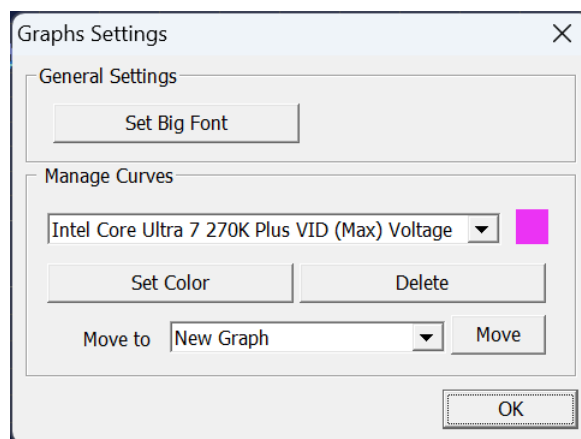 Graphs Settings
General Settings
Set Big Font
Manage Curves
Intel Core Ultra 7 270K Plus VID (Max) Voltage
Set Color
Delete
Move to
New Graph
Move
OK